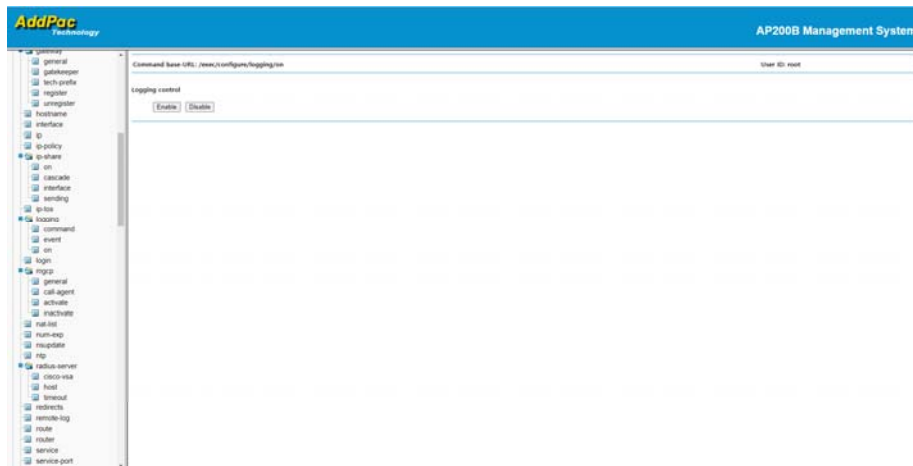 AddPac
Technology
AP200B Management System
gateway
general
gatekeeper
tech-prefix
register
unregister
hostname
interface
ip
ip-policy
ip-share
on
cascade
interface
sending
ip-tos
logging
command
event
on
login
mgcp
general
call-agent
activate
inactivate
nat-list
num-exp
nsupdate
ntp
radius-server
cisco-vsa
host
timeout
redirects
remote-log
route
router
service
service-port
Command base-URL: /exec/configure/logging/on
User ID: root
Logging control
Enable Disable